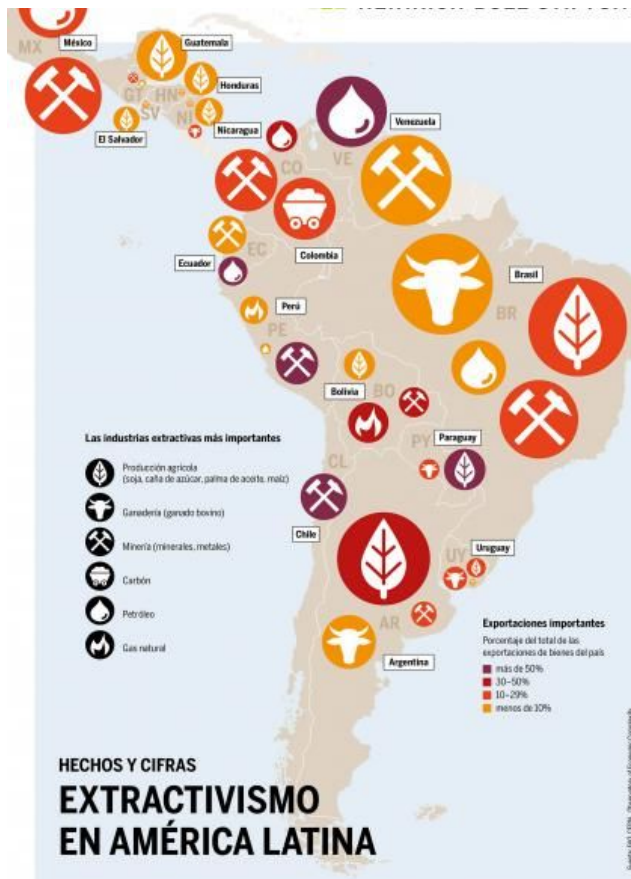 México
MX
Guatemala
Honduras
GT
HN
SV
NI
El Salvador
Nicaragua
Venezuela
VE
CO
Colombia
EC
Ecuador
Brasil
BR
Perú
PE
Bolivia
BO
PY
Paraguay
CL
Chile
UY
Uruguay
AR
Argentina
Las industrias extractivas más importantes
Producción agrícola
(soja, caña de azúcar, palma de aceite, maíz)
Ganadería (ganado bovino)
Minería (minerales, metales)
Carbón
Petróleo
Gas natural
Exportaciones importantes
Porcentaje del total de las
exportaciones de bienes del país
más de 50%
30–50%
10–29%
menos de 10%
HECHOS Y CIFRAS
EXTRACTIVISMO
EN AMÉRICA LATINA